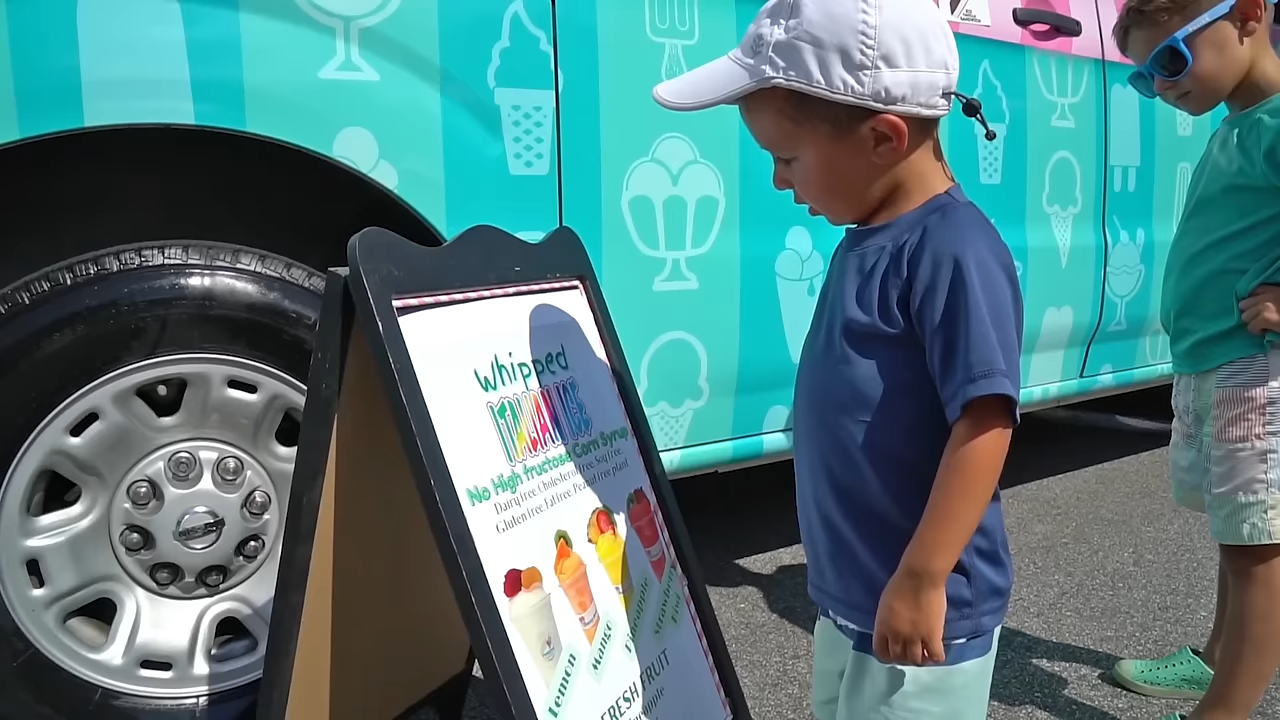 Whipped
ITALIAN ICE
No High fructose Corn Syrup
Dairy free. Cholesterol free. Soy free.
Gluten free. Fat free. Peanut free plant
Lemon
Mango
Pineapple
Strawberry
FRESH FRUIT